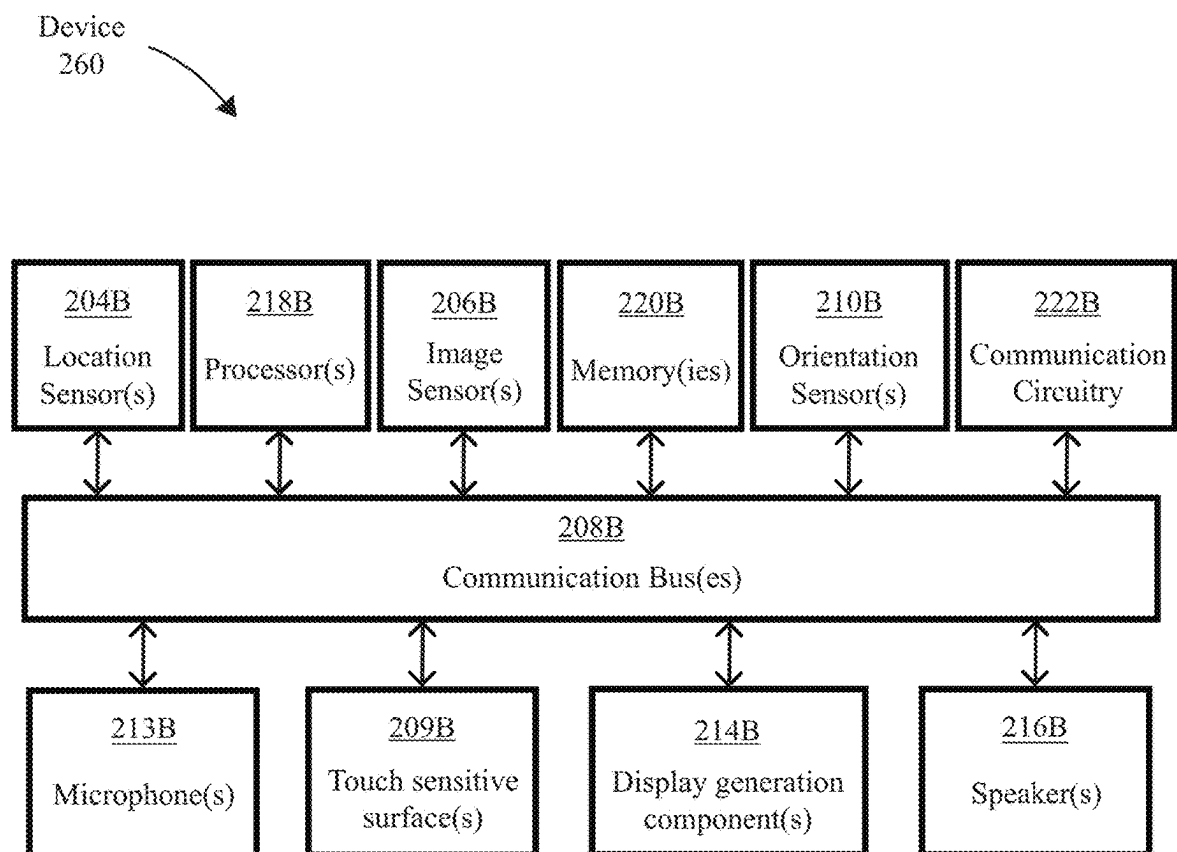 Device
260
204B
Location
Sensor(s)
218B
Processor(s)
206B
Image
Sensor(s)
220B
Memory(ies)
210B
Orientation
Sensor(s)
222B
Communication
Circuitry
208B
Communication Bus(es)
213B
Microphone(s)
209B
Touch sensitive
surface(s)
214B
Display generation
component(s)
216B
Speaker(s)